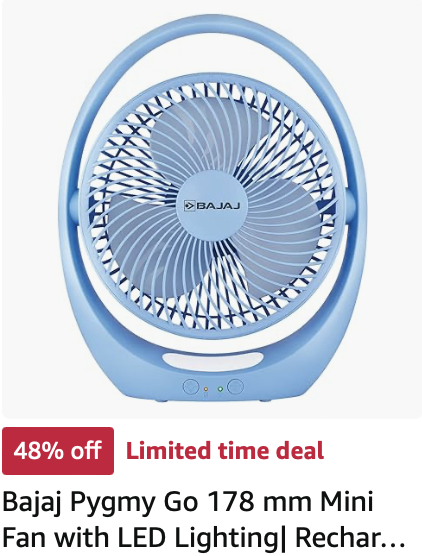 BAJAJ
48% off Limited time deal
Bajaj Pygmy Go 178 mm Mini
Fan with LED Lighting| Rechar...